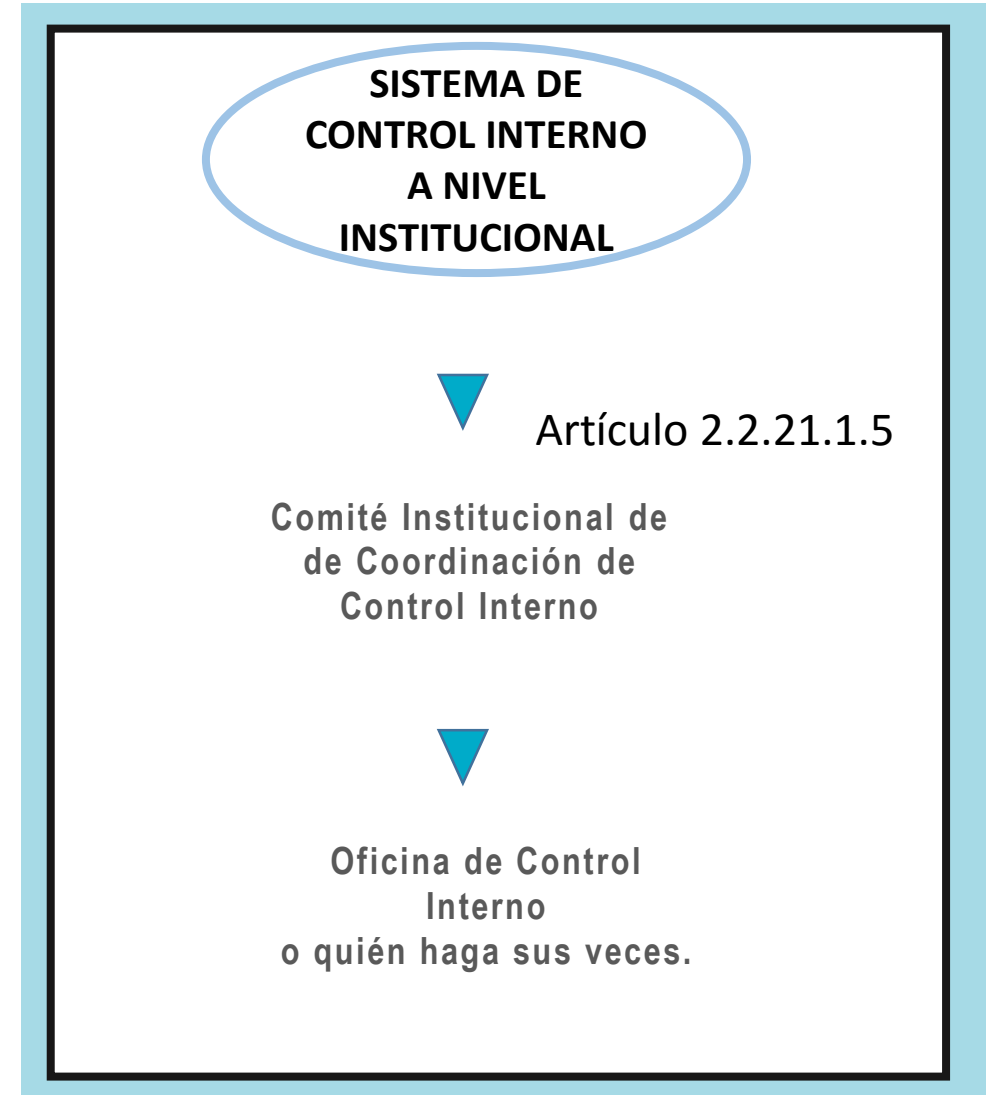 SISTEMA DE
CONTROL INTERNO
A NIVEL
INSTITUCIONAL
Artículo 2.2.21.1.5
Comité Institucional de
de Coordinación de
Control Interno
Oficina de Control
Interno
o quién haga sus veces.